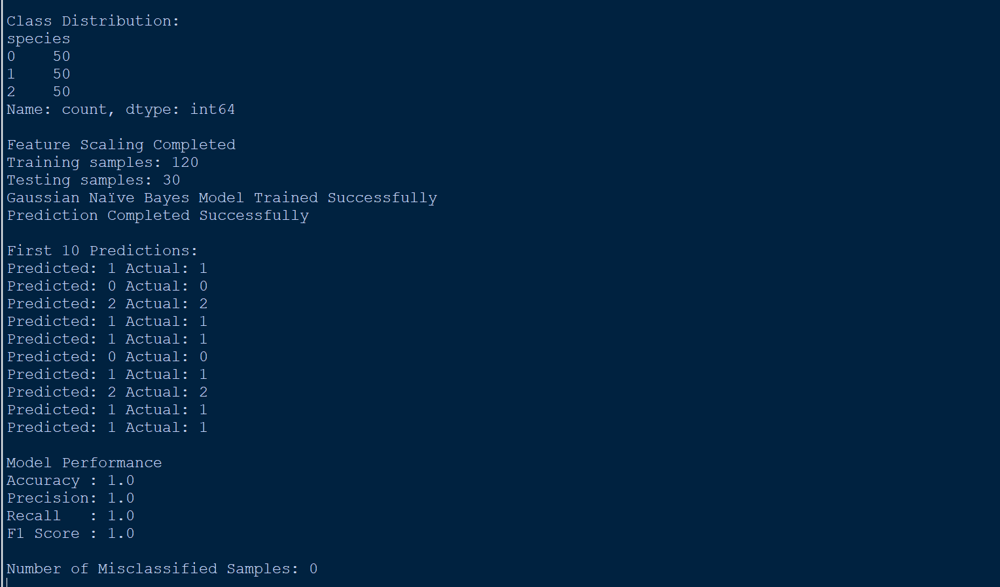 Class Distribution:
species
0    50
1    50
2    50
Name: count, dtype: int64

Feature Scaling Completed
Training samples: 120
Testing samples: 30
Gaussian Naïve Bayes Model Trained Successfully
Prediction Completed Successfully

First 10 Predictions:
Predicted: 1 Actual: 1
Predicted: 0 Actual: 0
Predicted: 2 Actual: 2
Predicted: 1 Actual: 1
Predicted: 1 Actual: 1
Predicted: 0 Actual: 0
Predicted: 1 Actual: 1
Predicted: 2 Actual: 2
Predicted: 1 Actual: 1
Predicted: 1 Actual: 1

Model Performance
Accuracy : 1.0
Precision: 1.0
Recall   : 1.0
F1 Score : 1.0

Number of Misclassified Samples: 0